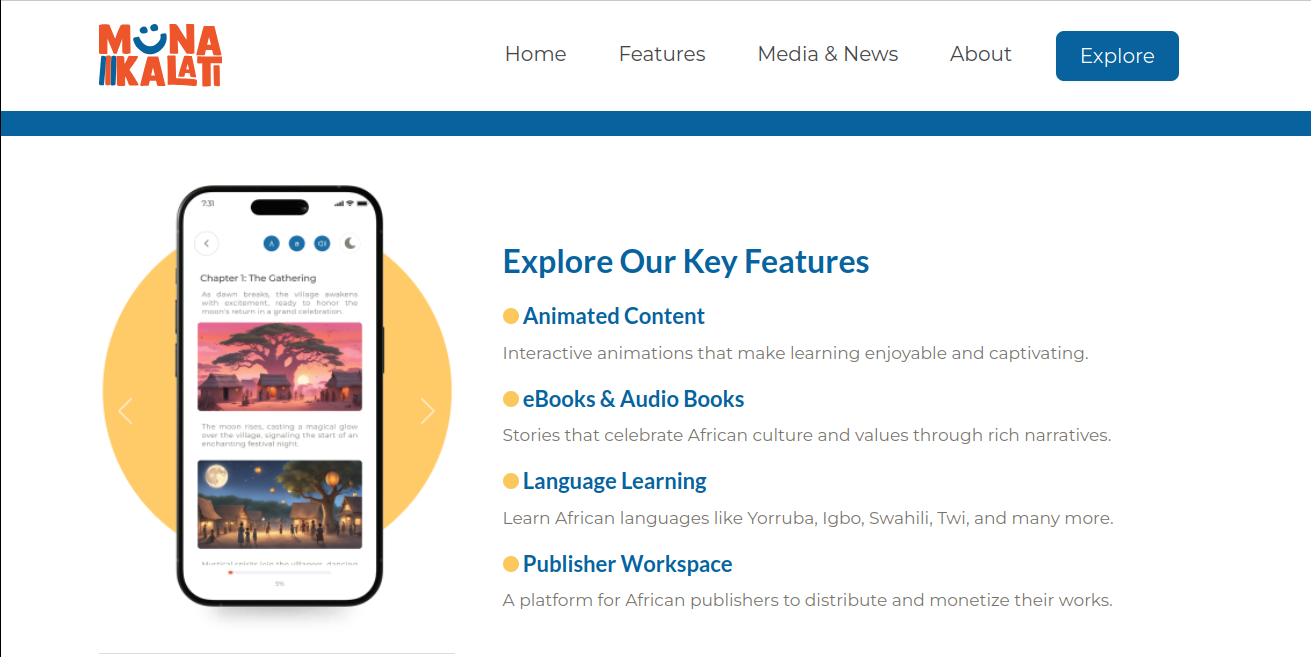 MUNA
KALATI
Home Features Media & News About Explore
7:31
Chapter 1: The Gathering
As dawn breaks, the village awakens
with excitement, ready to honor the
moon's return in a grand celebration.
The moon rises, casting a magical glow
over the village, signaling the start of an
enchanting festival night.
Mystical spirits join the villagers, dancing
5%
Explore Our Key Features
Animated Content
Interactive animations that make learning enjoyable and captivating.
eBooks & Audio Books
Stories that celebrate African culture and values through rich narratives.
Language Learning
Learn African languages like Yorruba, Igbo, Swahili, Twi, and many more.
Publisher Workspace
A platform for African publishers to distribute and monetize their works.